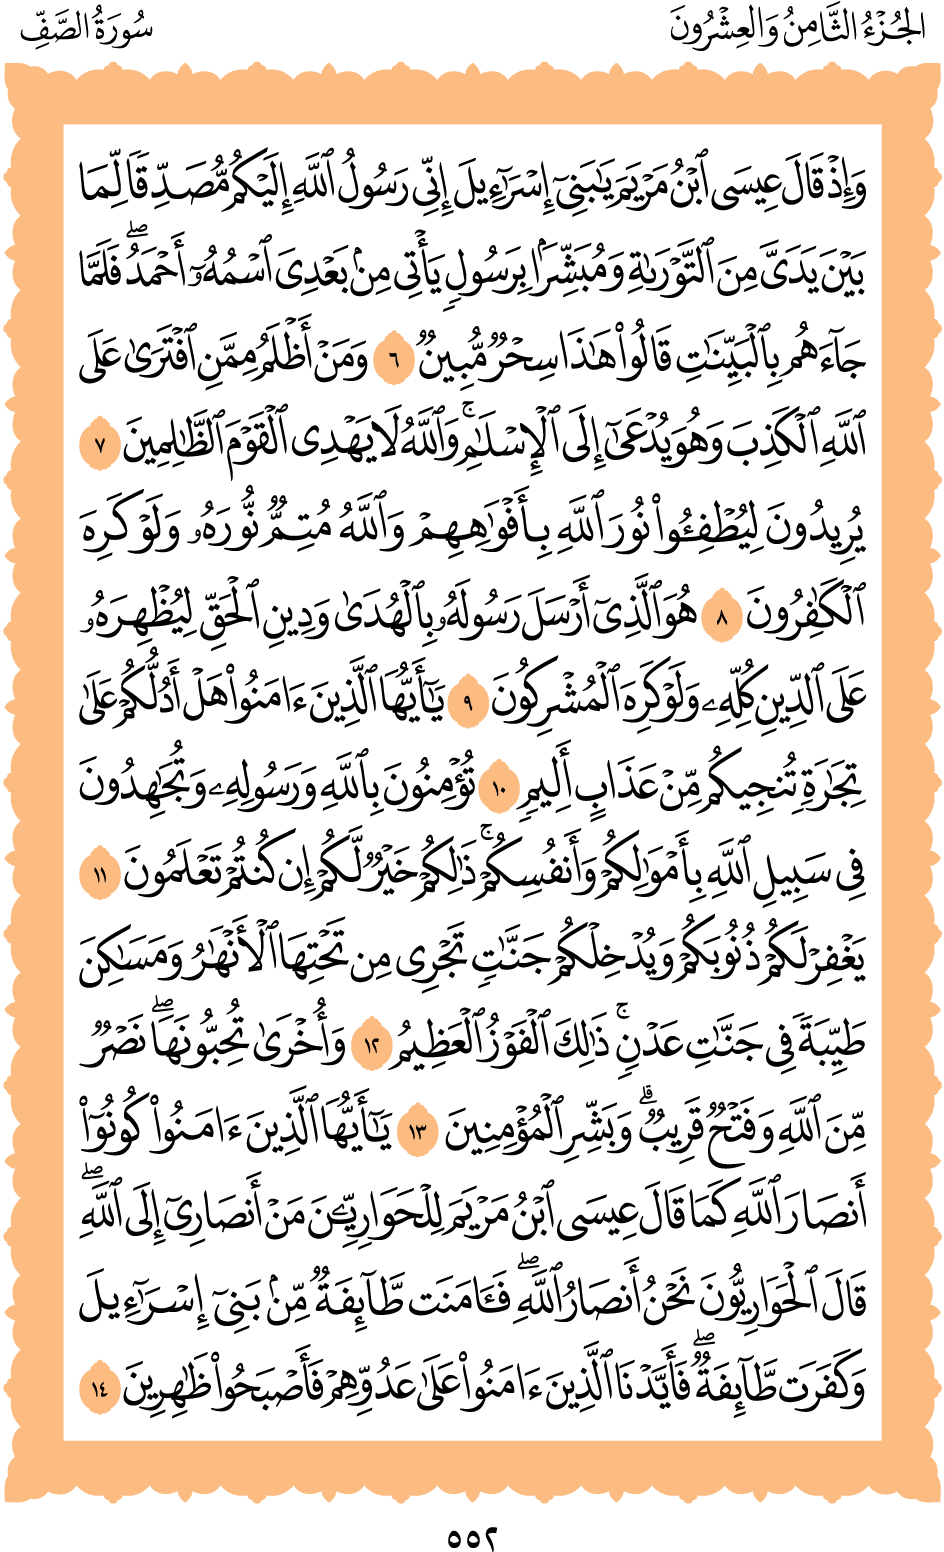 الجُزْءُ الثَّامِنُ وَالعِشْرُونَ
سُورَةُ الصَّفِّ
وَإِذْ قَالَ عِيسَى ٱبْنُ مَرْيَمَ يَٰبَنِىٓ إِسْرَٰٓءِيلَ إِنِّى رَسُولُ ٱللَّهِ إِلَيْكُم مُّصَدِّقًا لِّمَا
بَيْنَ يَدَىَّ مِنَ ٱلتَّوْرَىٰةِ وَمُبَشِّرًۢا بِرَسُولٍ يَأْتِى مِنۢ بَعْدِى ٱسْمُهُۥٓ أَحْمَدُۖ فَلَمَّا
جَآءَهُم بِٱلْبَيِّنَٰتِ قَالُوا۟ هَٰذَا سِحْرٌ مُّبِينٌ ٦ وَمَنْ أَظْلَمُ مِمَّنِ ٱفْتَرَىٰ عَلَى
ٱللَّهِ ٱلْكَذِبَ وَهُوَ يُدْعَىٰٓ إِلَى ٱلْإِسْلَٰمِۚ وَٱللَّهُ لَا يَهْدِى ٱلْقَوْمَ ٱلظَّٰلِمِينَ ٧
يُرِيدُونَ لِيُطْفِـُٔوا۟ نُورَ ٱللَّهِ بِأَفْوَٰهِهِمْ وَٱللَّهُ مُتِمُّ نُورِهِۦ وَلَوْ كَرِهَ
ٱلْكَٰفِرُونَ ٨ هُوَ ٱلَّذِىٓ أَرْسَلَ رَسُولَهُۥ بِٱلْهُدَىٰ وَدِينِ ٱلْحَقِّ لِيُظْهِرَهُۥ
عَلَى ٱلدِّينِ كُلِّهِۦ وَلَوْ كَرِهَ ٱلْمُشْرِكُونَ ٩ يَٰٓأَيُّهَا ٱلَّذِينَ ءَامَنُوا۟ هَلْ أَدُلُّكُمْ عَلَىٰ
تِجَٰرَةٍ تُنجِيكُم مِّنْ عَذَابٍ أَلِيمٍ ١٠ تُؤْمِنُونَ بِٱللَّهِ وَرَسُولِهِۦ وَتُجَٰهِدُونَ
فِى سَبِيلِ ٱللَّهِ بِأَمْوَٰلِكُمْ وَأَنفُسِكُمْۚ ذَٰلِكُمْ خَيْرٌ لَّكُمْ إِن كُنتُمْ تَعْلَمُونَ ١١
يَغْفِرْ لَكُمْ ذُنُوبَكُمْ وَيُدْخِلْكُمْ جَنَّٰتٍ تَجْرِى مِن تَحْتِهَا ٱلْأَنْهَٰرُ وَمَسَٰكِنَ
طَيِّبَةً فِى جَنَّٰتِ عَدْنٍۚ ذَٰلِكَ ٱلْفَوْزُ ٱلْعَظِيمُ ١٢ وَأُخْرَىٰ تُحِبُّونَهَاۖ نَصْرٌ
مِّنَ ٱللَّهِ وَفَتْحٌ قَرِيبٌۗ وَبَشِّرِ ٱلْمُؤْمِنِينَ ١٣ يَٰٓأَيُّهَا ٱلَّذِينَ ءَامَنُوا۟ كُونُوٓا۟
أَنصَارَ ٱللَّهِ كَمَا قَالَ عِيسَى ٱبْنُ مَرْيَمَ لِلْحَوَارِيِّـۧنَ مَنْ أَنصَارِىٓ إِلَى ٱللَّهِۖ
قَالَ ٱلْحَوَارِيُّونَ نَحْنُ أَنصَارُ ٱللَّهِۖ فَـَٔامَنَت طَّآئِفَةٌ مِّنۢ بَنِىٓ إِسْرَٰٓءِيلَ
وَكَفَرَت طَّآئِفَةٌۖ فَأَيَّدْنَا ٱلَّذِينَ ءَامَنُوا۟ عَلَىٰ عَدُوِّهِمْ فَأَصْبَحُوا۟ ظَٰهِرِينَ ١٤
٥٥٢